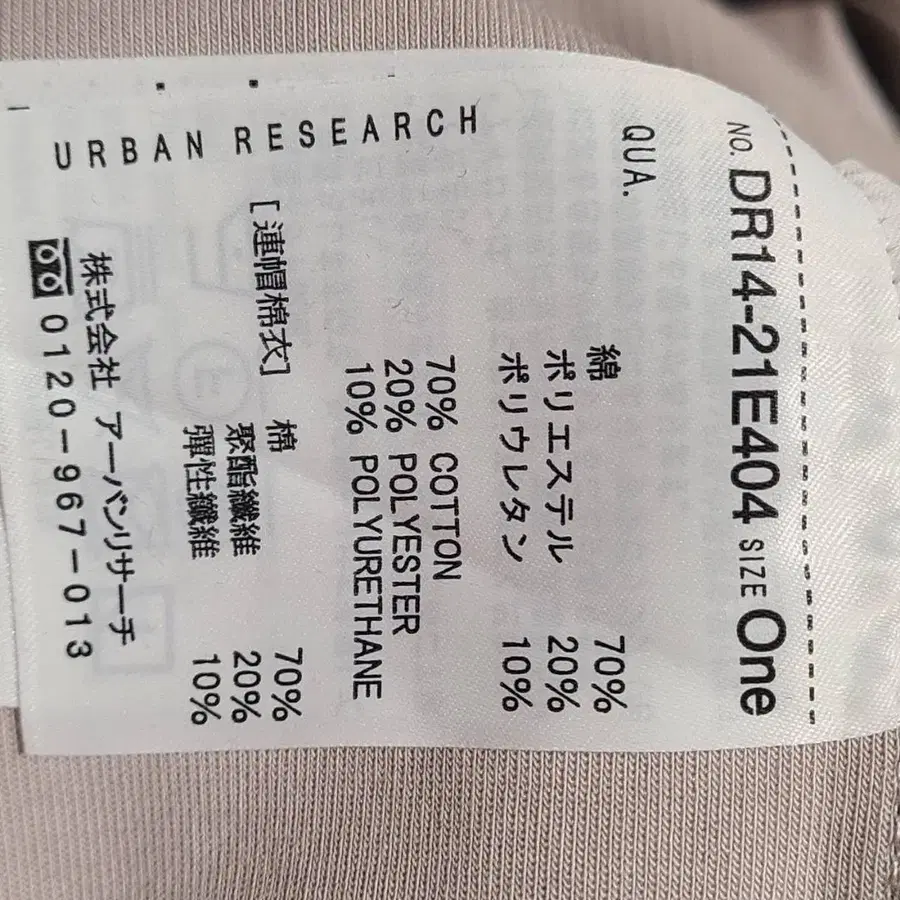 NO. DR14-21E404 SIZE One
QUA.
綿 70%
ポリエステル 20%
ポリウレタン 10%
70% COTTON
20% POLYESTER
10% POLYURETHANE
[連帽棉衣] 棉 70%
聚酯纖維 20%
彈性纖維 10%
URBAN RESEARCH
株式会社 アーバンリサーチ
0120-967-013